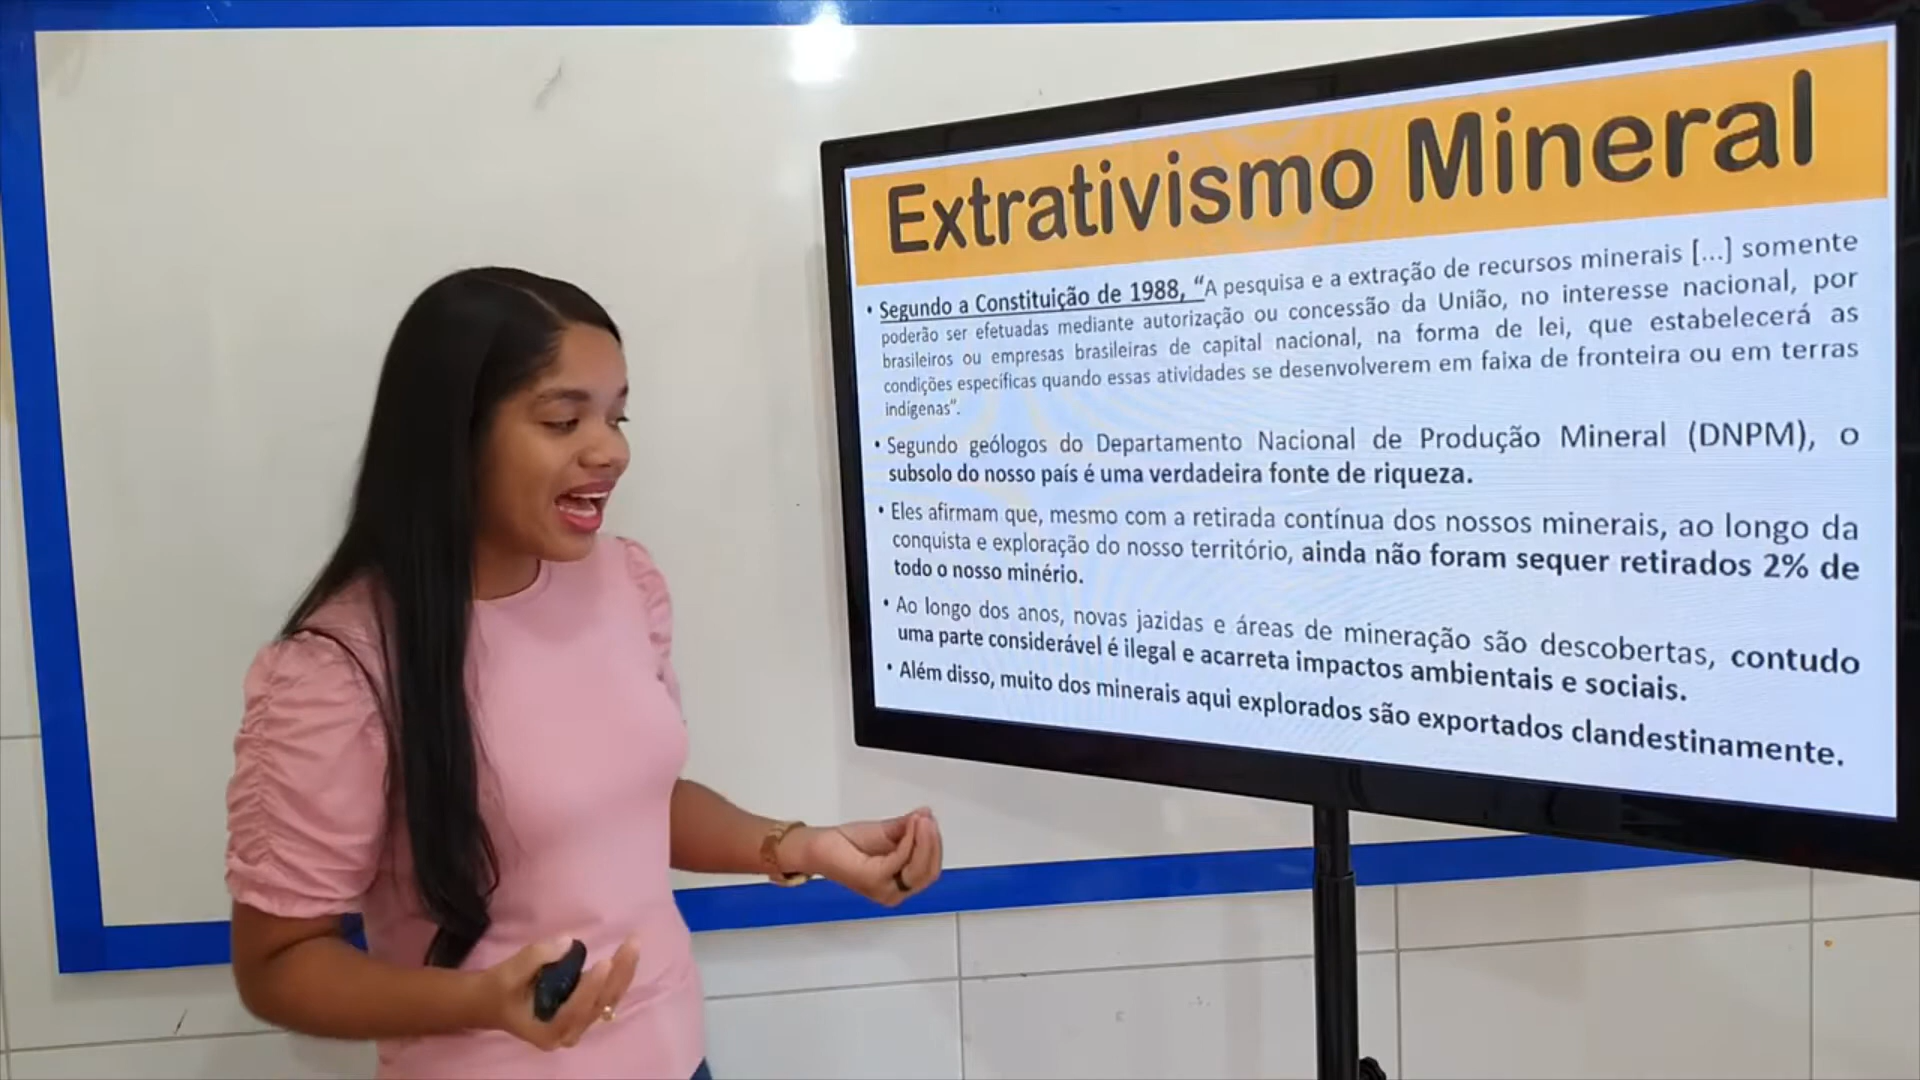 Extrativismo Mineral
• Segundo a Constituição de 1988, “A pesquisa e a extração de recursos minerais [...] somente
poderão ser efetuadas mediante autorização ou concessão da União, no interesse nacional, por
brasileiros ou empresas brasileiras de capital nacional, na forma de lei, que estabelecerá as
condições específicas quando essas atividades se desenvolverem em faixa de fronteira ou em terras
indígenas”.
• Segundo geólogos do Departamento Nacional de Produção Mineral (DNPM), o
subsolo do nosso país é uma verdadeira fonte de riqueza.
• Eles afirmam que, mesmo com a retirada contínua dos nossos minerais, ao longo da
conquista e exploração do nosso território, ainda não foram sequer retirados 2% de
todo o nosso minério.
• Ao longo dos anos, novas jazidas e áreas de mineração são descobertas, contudo
uma parte considerável é ilegal e acarreta impactos ambientais e sociais.
• Além disso, muito dos minerais aqui explorados são exportados clandestinamente.